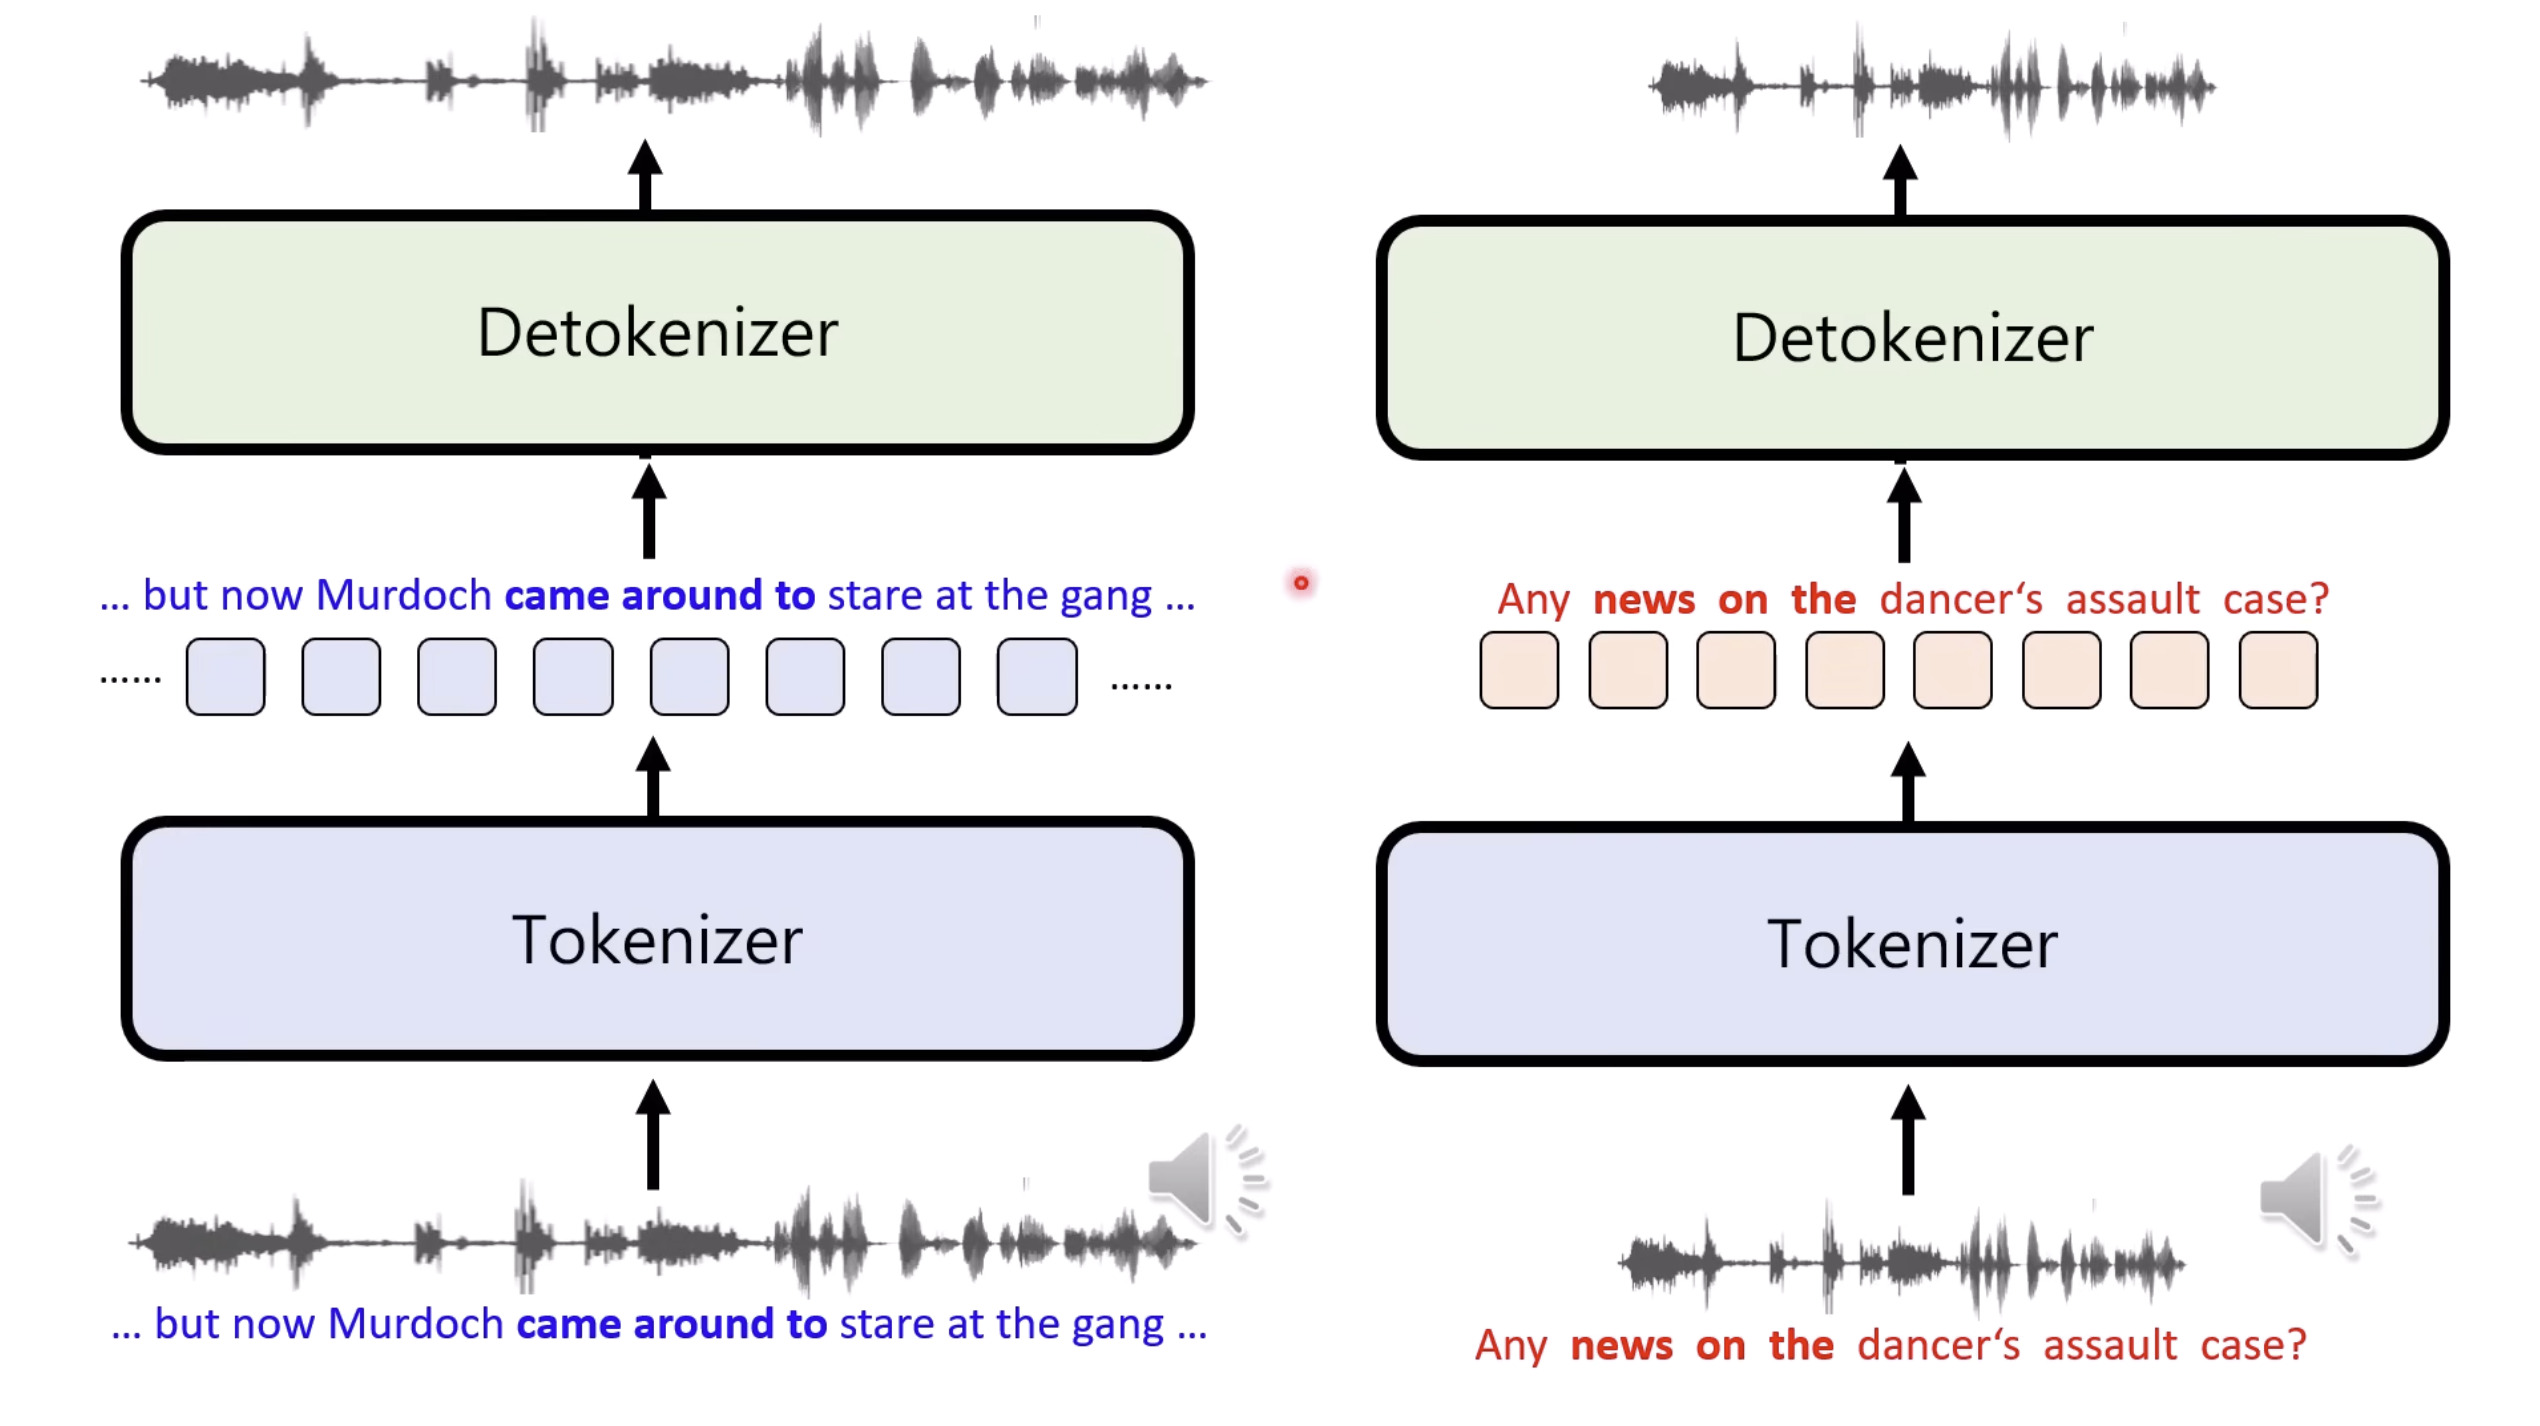 Detokenizer
... but now Murdoch came around to stare at the gang ...
...... ......
Tokenizer
... but now Murdoch came around to stare at the gang ...
Detokenizer
Any news on the dancer‘s assault case?
Tokenizer
Any news on the dancer‘s assault case?